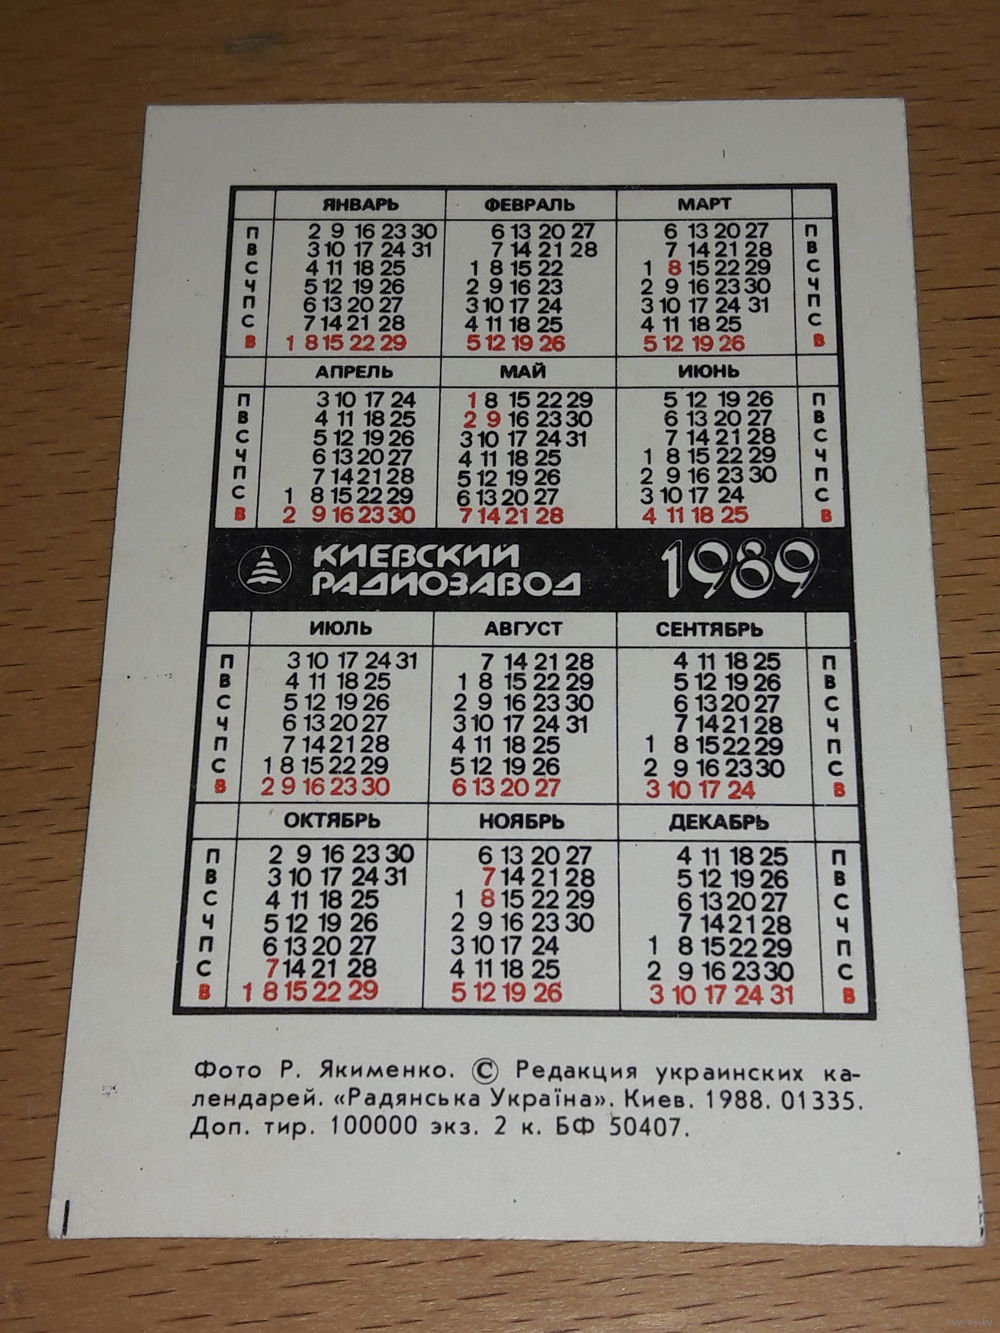 ЯНВАРЬ ФЕВРАЛЬ МАРТ
П 2 9 16 23 30 6 13 20 27 6 13 20 27 П
В 3 10 17 24 31 7 14 21 28 7 14 21 28 В
С 4 11 18 25 1 8 15 22 1 8 15 22 29 С
Ч 5 12 19 26 2 9 16 23 2 9 16 23 30 Ч
П 6 13 20 27 3 10 17 24 3 10 17 24 31 П
С 7 14 21 28 4 11 18 25 4 11 18 25 С
В 1 8 15 22 29 5 12 19 26 5 12 19 26 В
АПРЕЛЬ МАЙ ИЮНЬ
П 3 10 17 24 1 8 15 22 29 5 12 19 26 П
В 4 11 18 25 2 9 16 23 30 6 13 20 27 В
С 5 12 19 26 3 10 17 24 31 7 14 21 28 С
Ч 6 13 20 27 4 11 18 25 1 8 15 22 29 Ч
П 7 14 21 28 5 12 19 26 2 9 16 23 30 П
С 1 8 15 22 29 6 13 20 27 3 10 17 24 С
В 2 9 16 23 30 7 14 21 28 4 11 18 25 В
КИЕВСКИЙ
РАДИОЗАВОД 1989
ИЮЛЬ АВГУСТ СЕНТЯБРЬ
П 3 10 17 24 31 7 14 21 28 4 11 18 25 П
В 4 11 18 25 1 8 15 22 29 5 12 19 26 В
С 5 12 19 26 2 9 16 23 30 6 13 20 27 С
Ч 6 13 20 27 3 10 17 24 31 7 14 21 28 Ч
П 7 14 21 28 4 11 18 25 1 8 15 22 29 П
С 1 8 15 22 29 5 12 19 26 2 9 16 23 30 С
В 2 9 16 23 30 6 13 20 27 3 10 17 24 В
ОКТЯБРЬ НОЯБРЬ ДЕКАБРЬ
П 2 9 16 23 30 6 13 20 27 4 11 18 25 П
В 3 10 17 24 31 7 14 21 28 5 12 19 26 В
С 4 11 18 25 1 8 15 22 29 6 13 20 27 С
Ч 5 12 19 26 2 9 16 23 30 7 14 21 28 Ч
П 6 13 20 27 3 10 17 24 1 8 15 22 29 П
С 7 14 21 28 4 11 18 25 2 9 16 23 30 С
В 1 8 15 22 29 5 12 19 26 3 10 17 24 31 В
Фото Р. Якименко. © Редакция украинских ка-
лендарей. «Радянська Україна». Киев. 1988. 01335.
Доп. тир. 100000 экз. 2 к. БФ 50407.
www.ay.by